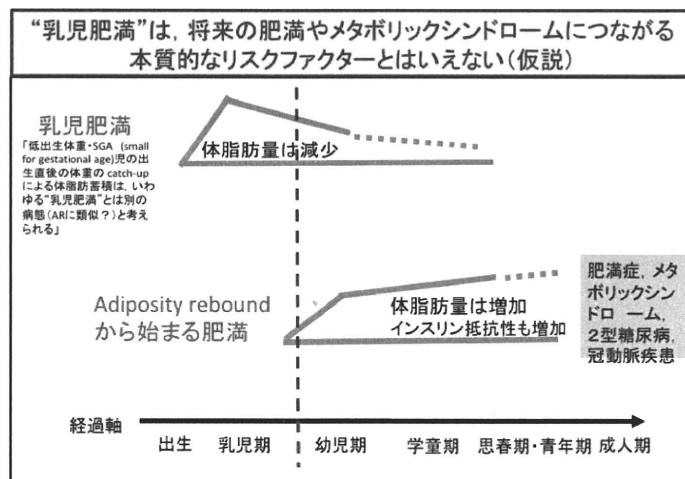 “乳児肥満”は，将来の肥満やメタボリックシンドロームにつながる
本質的なリスクファクターとはいえない（仮説）
乳児肥満
「低出生体重・SGA (small
for gestational age)児の出
生直後の体重の catch-up
による体脂肪蓄積は，いわ
ゆる“乳児肥満”とは別の
病態（ARに類似？）と考え
られる」
体脂肪量は減少
Adiposity rebound
から始まる肥満
体脂肪量は増加
インスリン抵抗性も増加
肥満症，メタ
ボリックシン
ドローム，
２型糖尿病，
冠動脈疾患
経過軸
出生 乳児期 幼児期 学童期 思春期・青年期 成人期